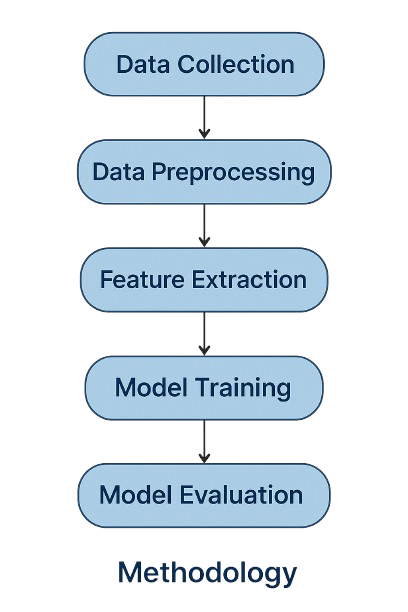 Data Collection
Data Preprocessing
Feature Extraction
Model Training
Model Evaluation
Methodology